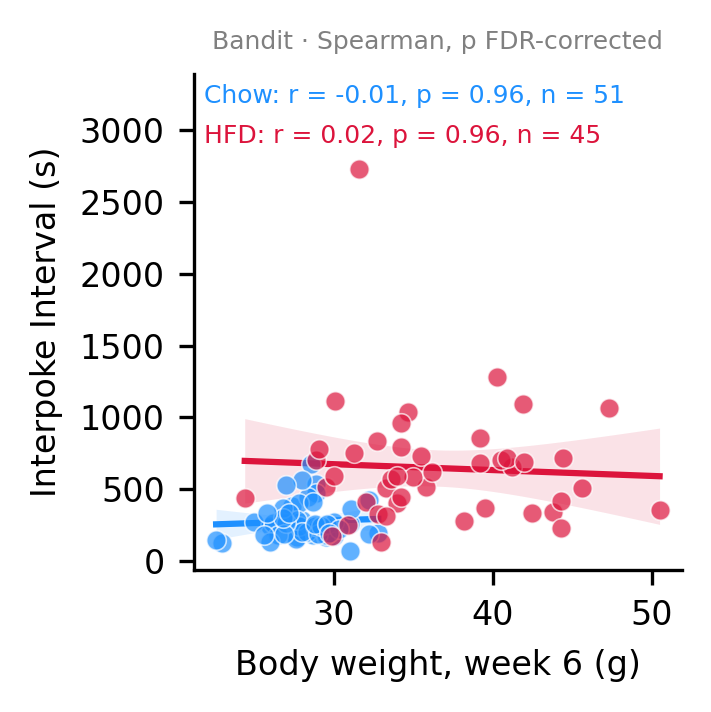 Bandit · Spearman, p FDR-corrected
Chow: r = -0.01, p = 0.96, n = 51
HFD: r = 0.02, p = 0.96, n = 45
Interpoke Interval (s)
3000
2500
2000
1500
1000
500
0
30 40 50
Body weight, week 6 (g)